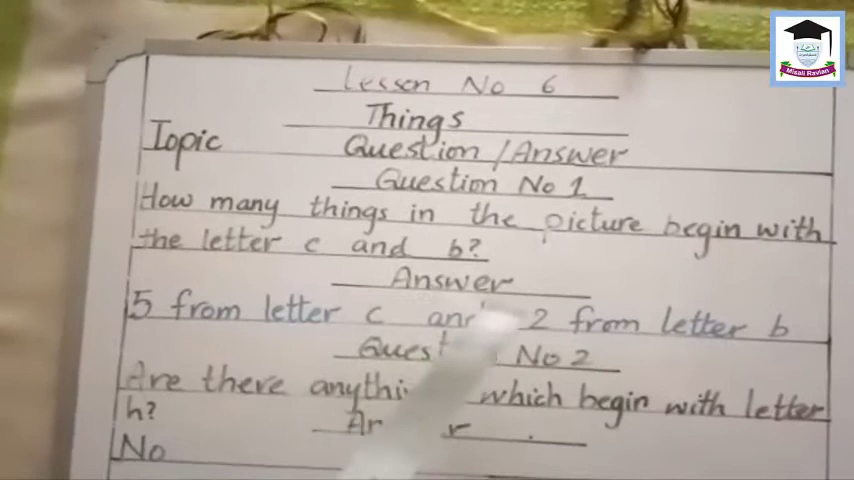 Misali Ravian
Lesson No 6
Things
Topic Question / Answer
Question No 1
How many things in the picture begin with
the letter c and b?
Answer
5 from letter c and 2 from letter b
No 2
Are there which begin with letter
h?
No